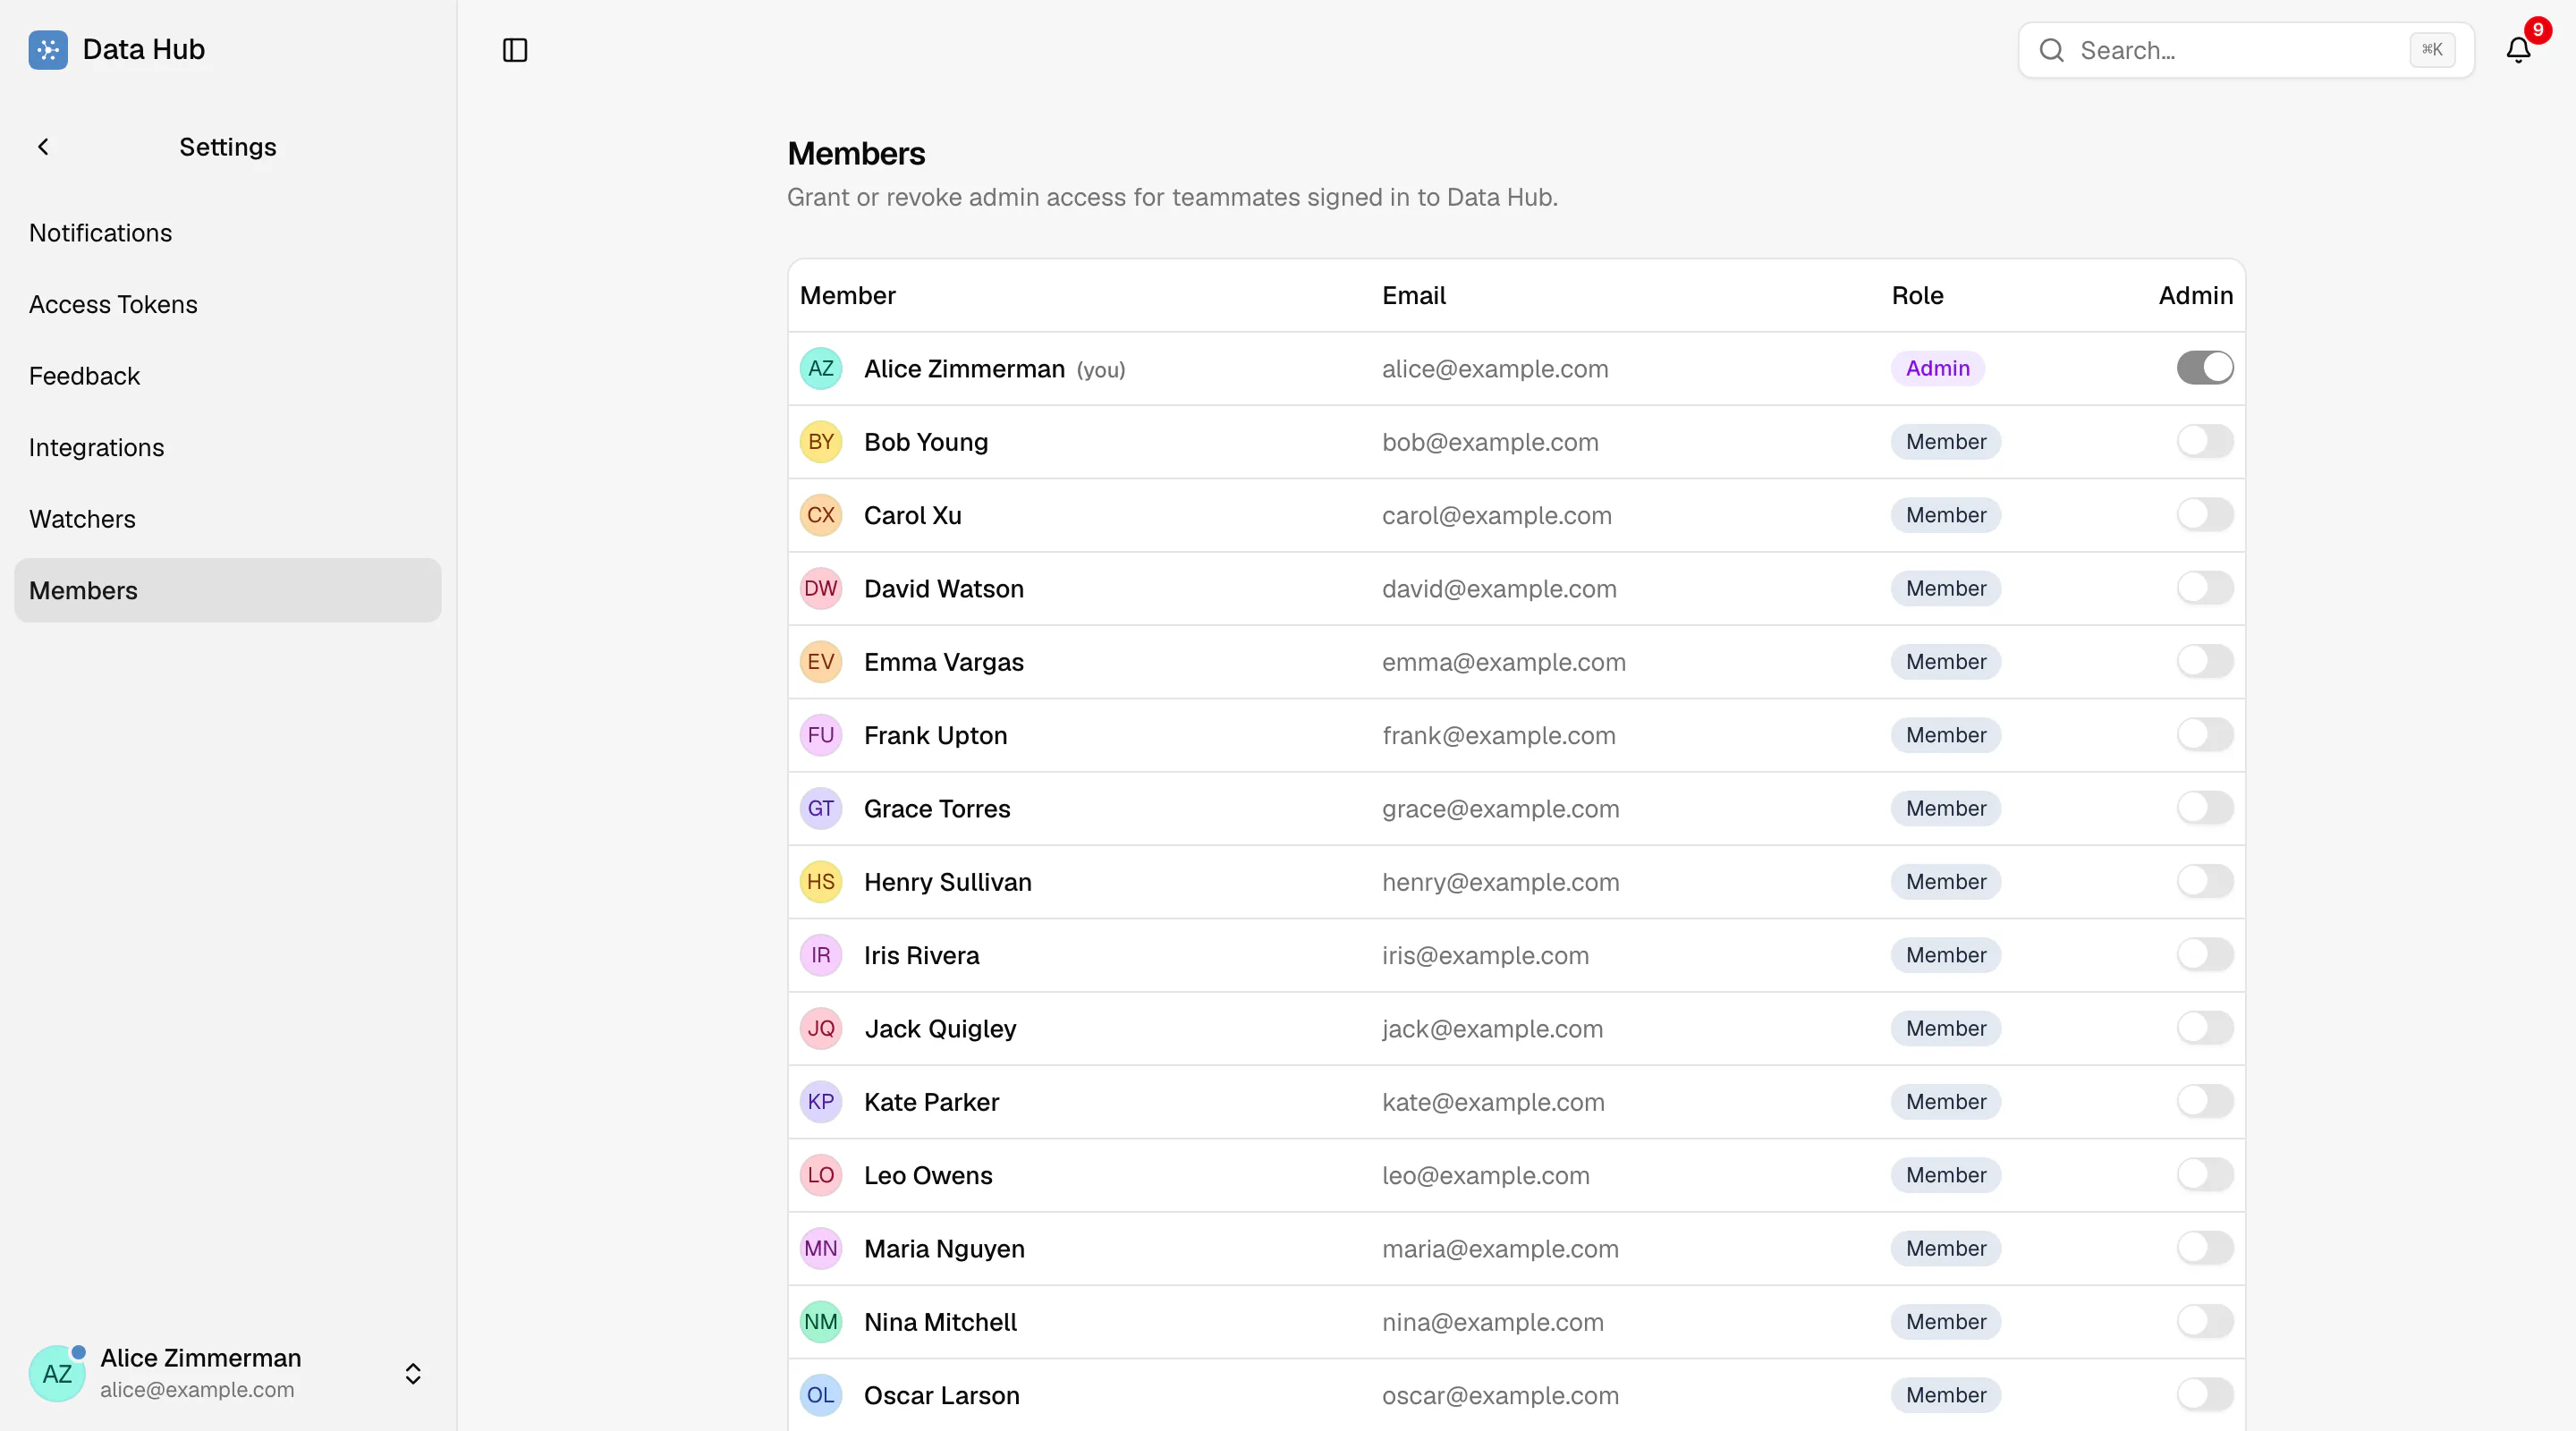 Data Hub
Search...
⌘K
9
Settings
Notifications
Access Tokens
Feedback
Integrations
Watchers
Members
Members
Grant or revoke admin access for teammates signed in to Data Hub.
Member Email Role Admin
AZ Alice Zimmerman (you) alice@example.com Admin
BY Bob Young bob@example.com Member
CX Carol Xu carol@example.com Member
DW David Watson david@example.com Member
EV Emma Vargas emma@example.com Member
FU Frank Upton frank@example.com Member
GT Grace Torres grace@example.com Member
HS Henry Sullivan henry@example.com Member
IR Iris Rivera iris@example.com Member
JQ Jack Quigley jack@example.com Member
KP Kate Parker kate@example.com Member
LO Leo Owens leo@example.com Member
MN Maria Nguyen maria@example.com Member
NM Nina Mitchell nina@example.com Member
OL Oscar Larson oscar@example.com Member
AZ Alice Zimmerman
alice@example.com